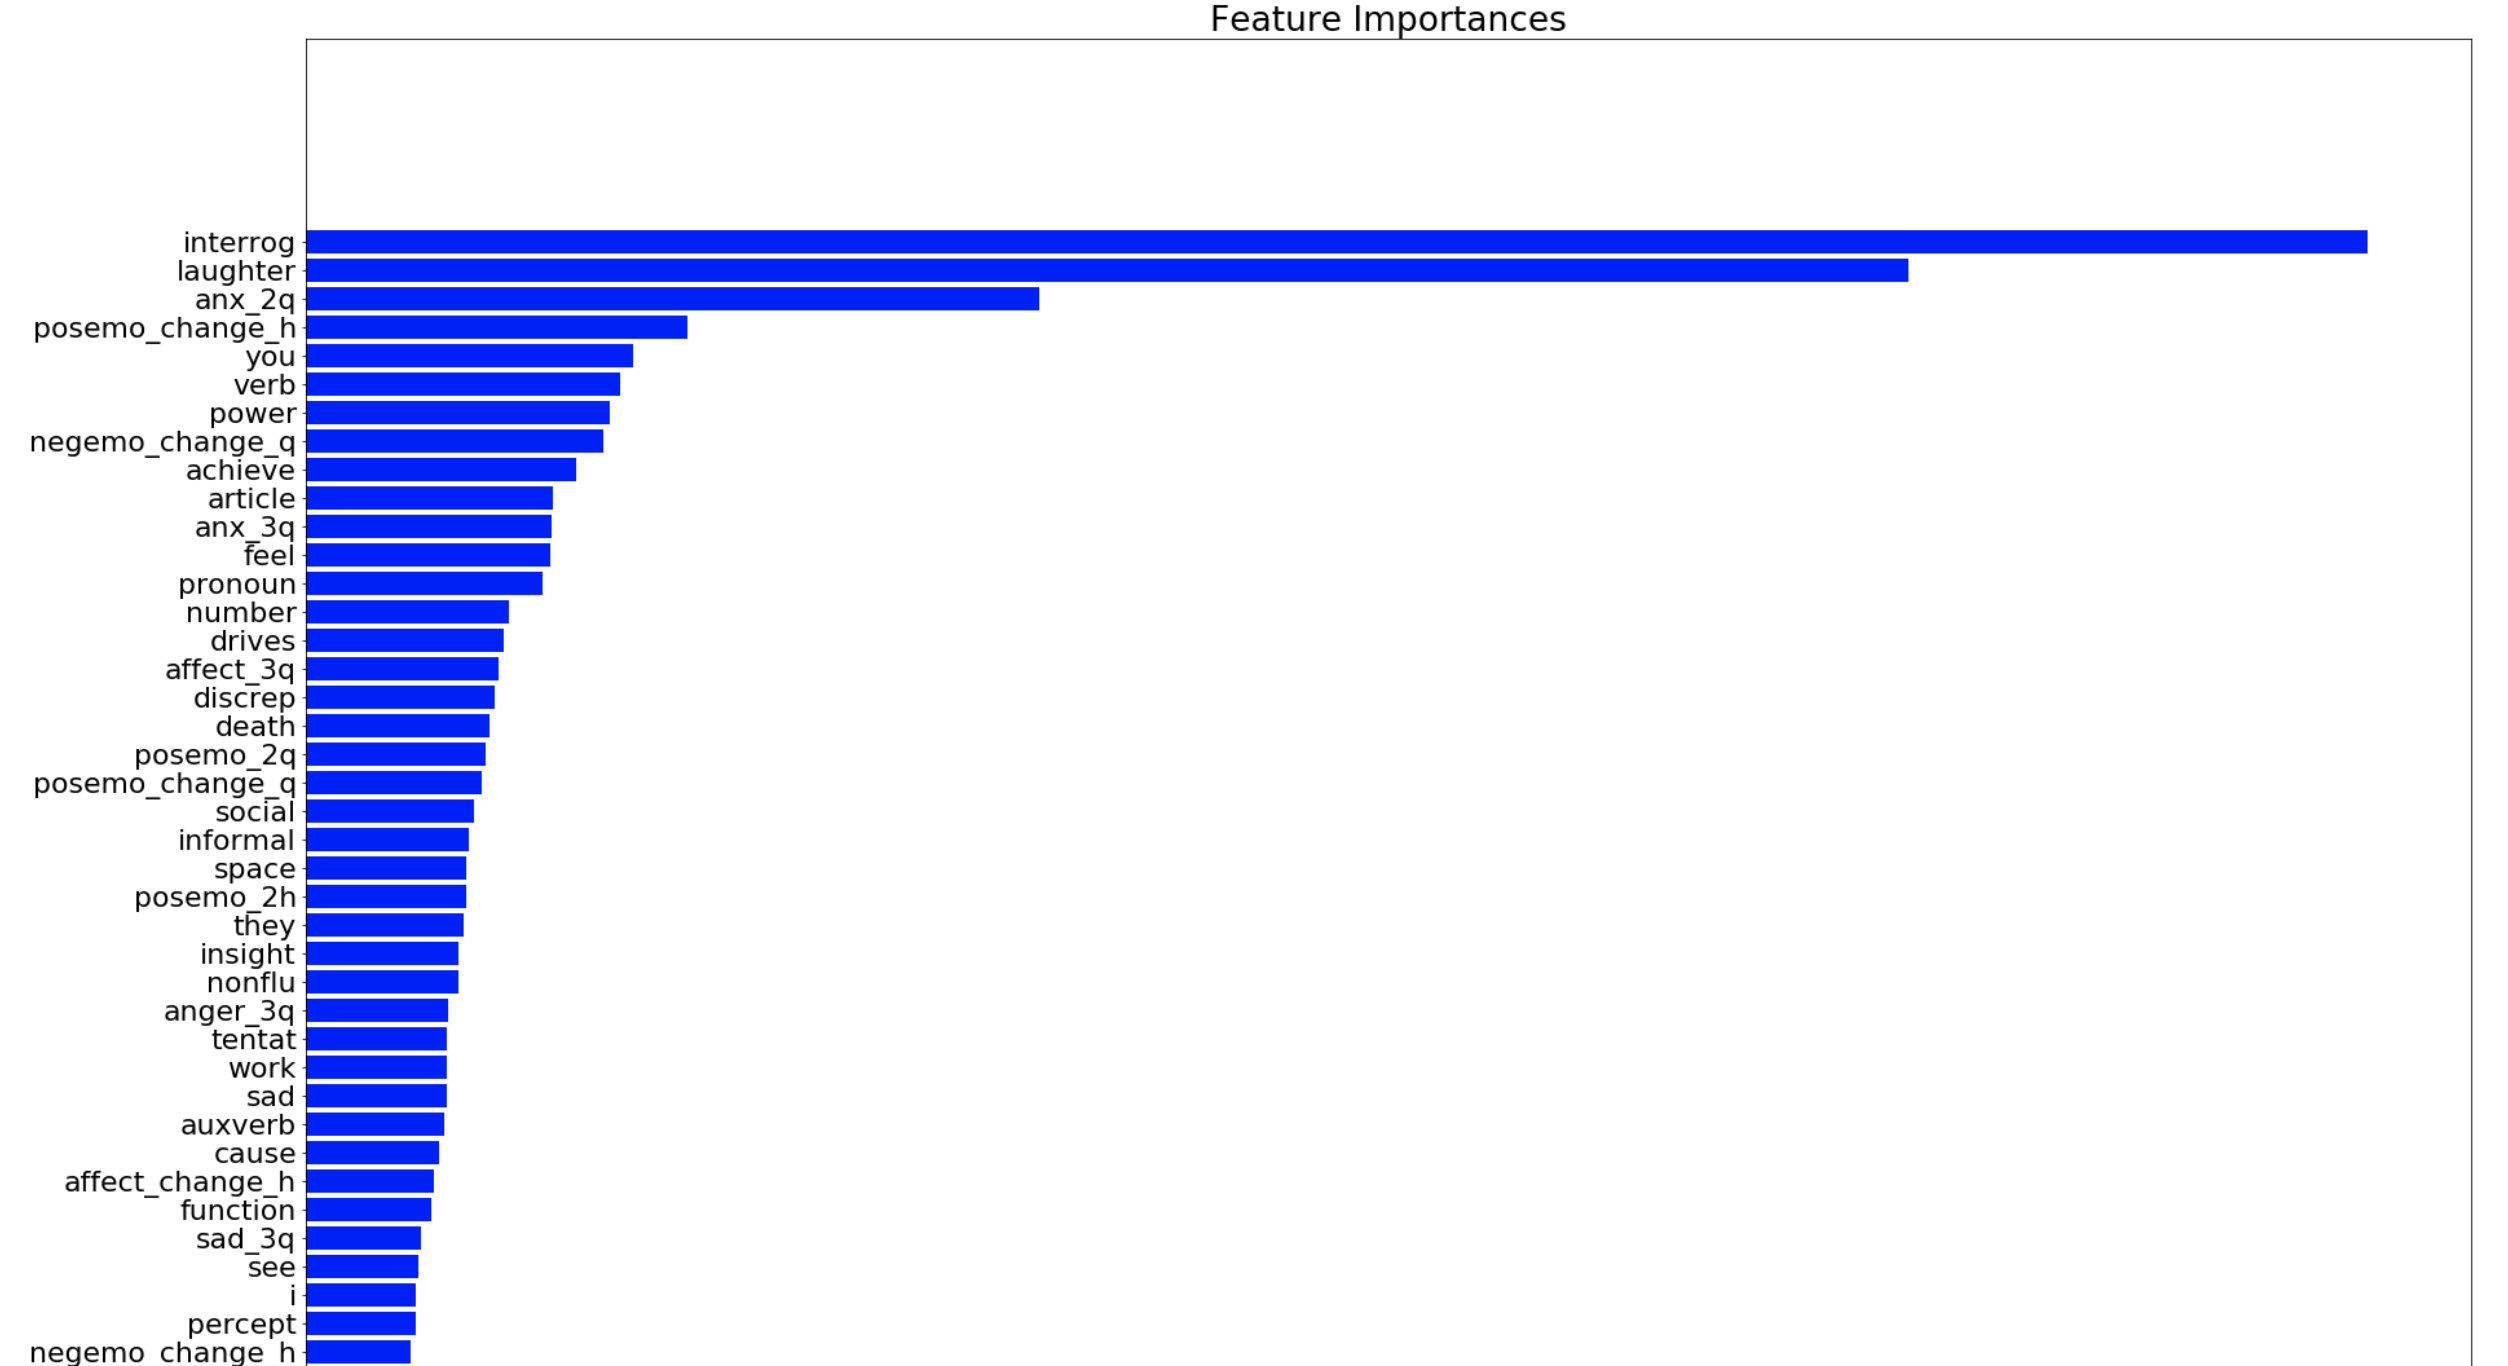 Feature Importances
interrog
laughter
anx_2q
posemo_change_h
you
verb
power
negemo_change_q
achieve
article
anx_3q
feel
pronoun
number
drives
affect_3q
discrep
death
posemo_2q
posemo_change_q
social
informal
space
posemo_2h
they
insight
nonflu
anger_3q
tentat
work
sad
auxverb
cause
affect_change_h
function
sad_3q
see
i
percept
negemo_change_h